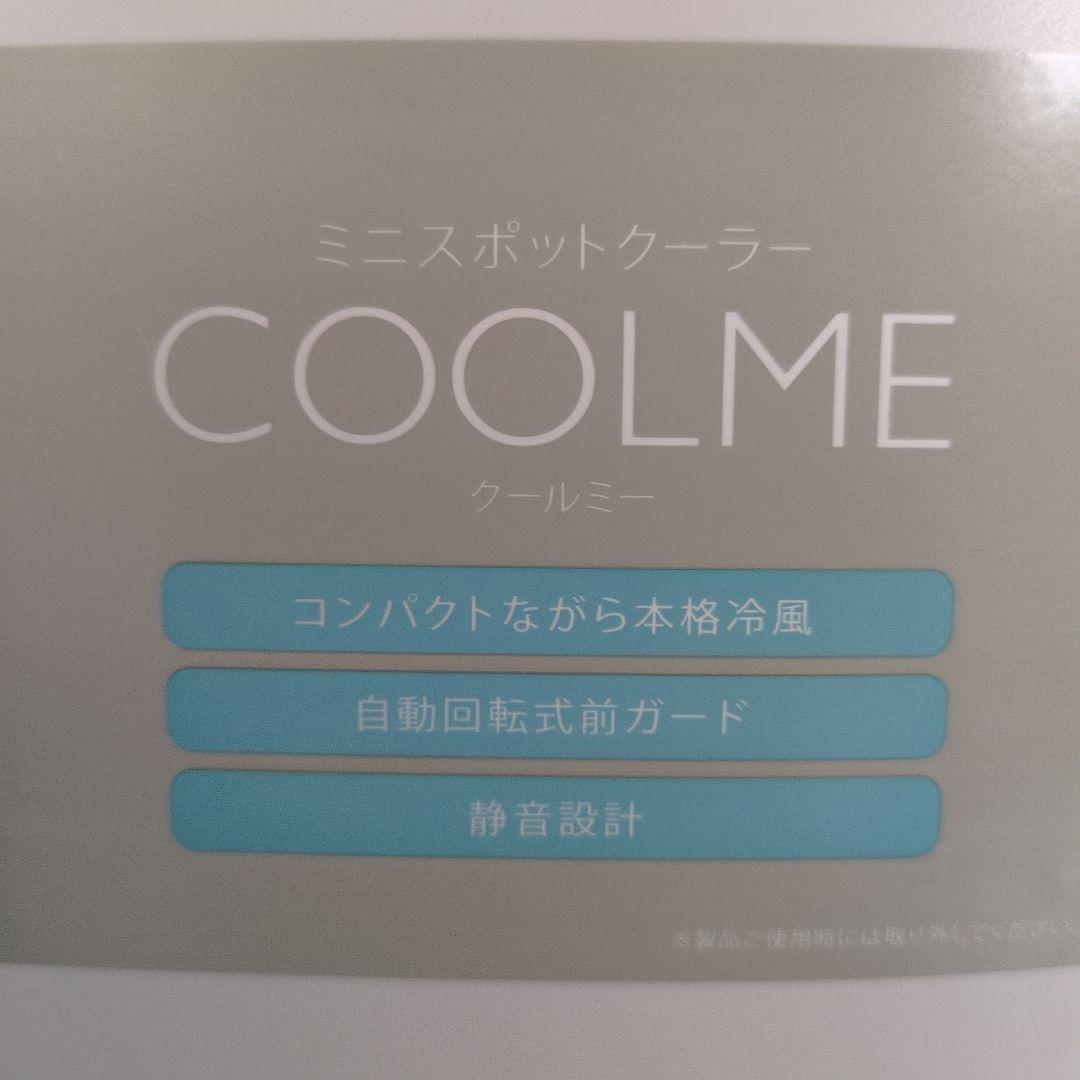 ミニスポットクーラー
COOLME
クールミー
コンパクトながら本格冷風
自動回転式前ガード
静音設計
※製品ご使用時には取り外してください。